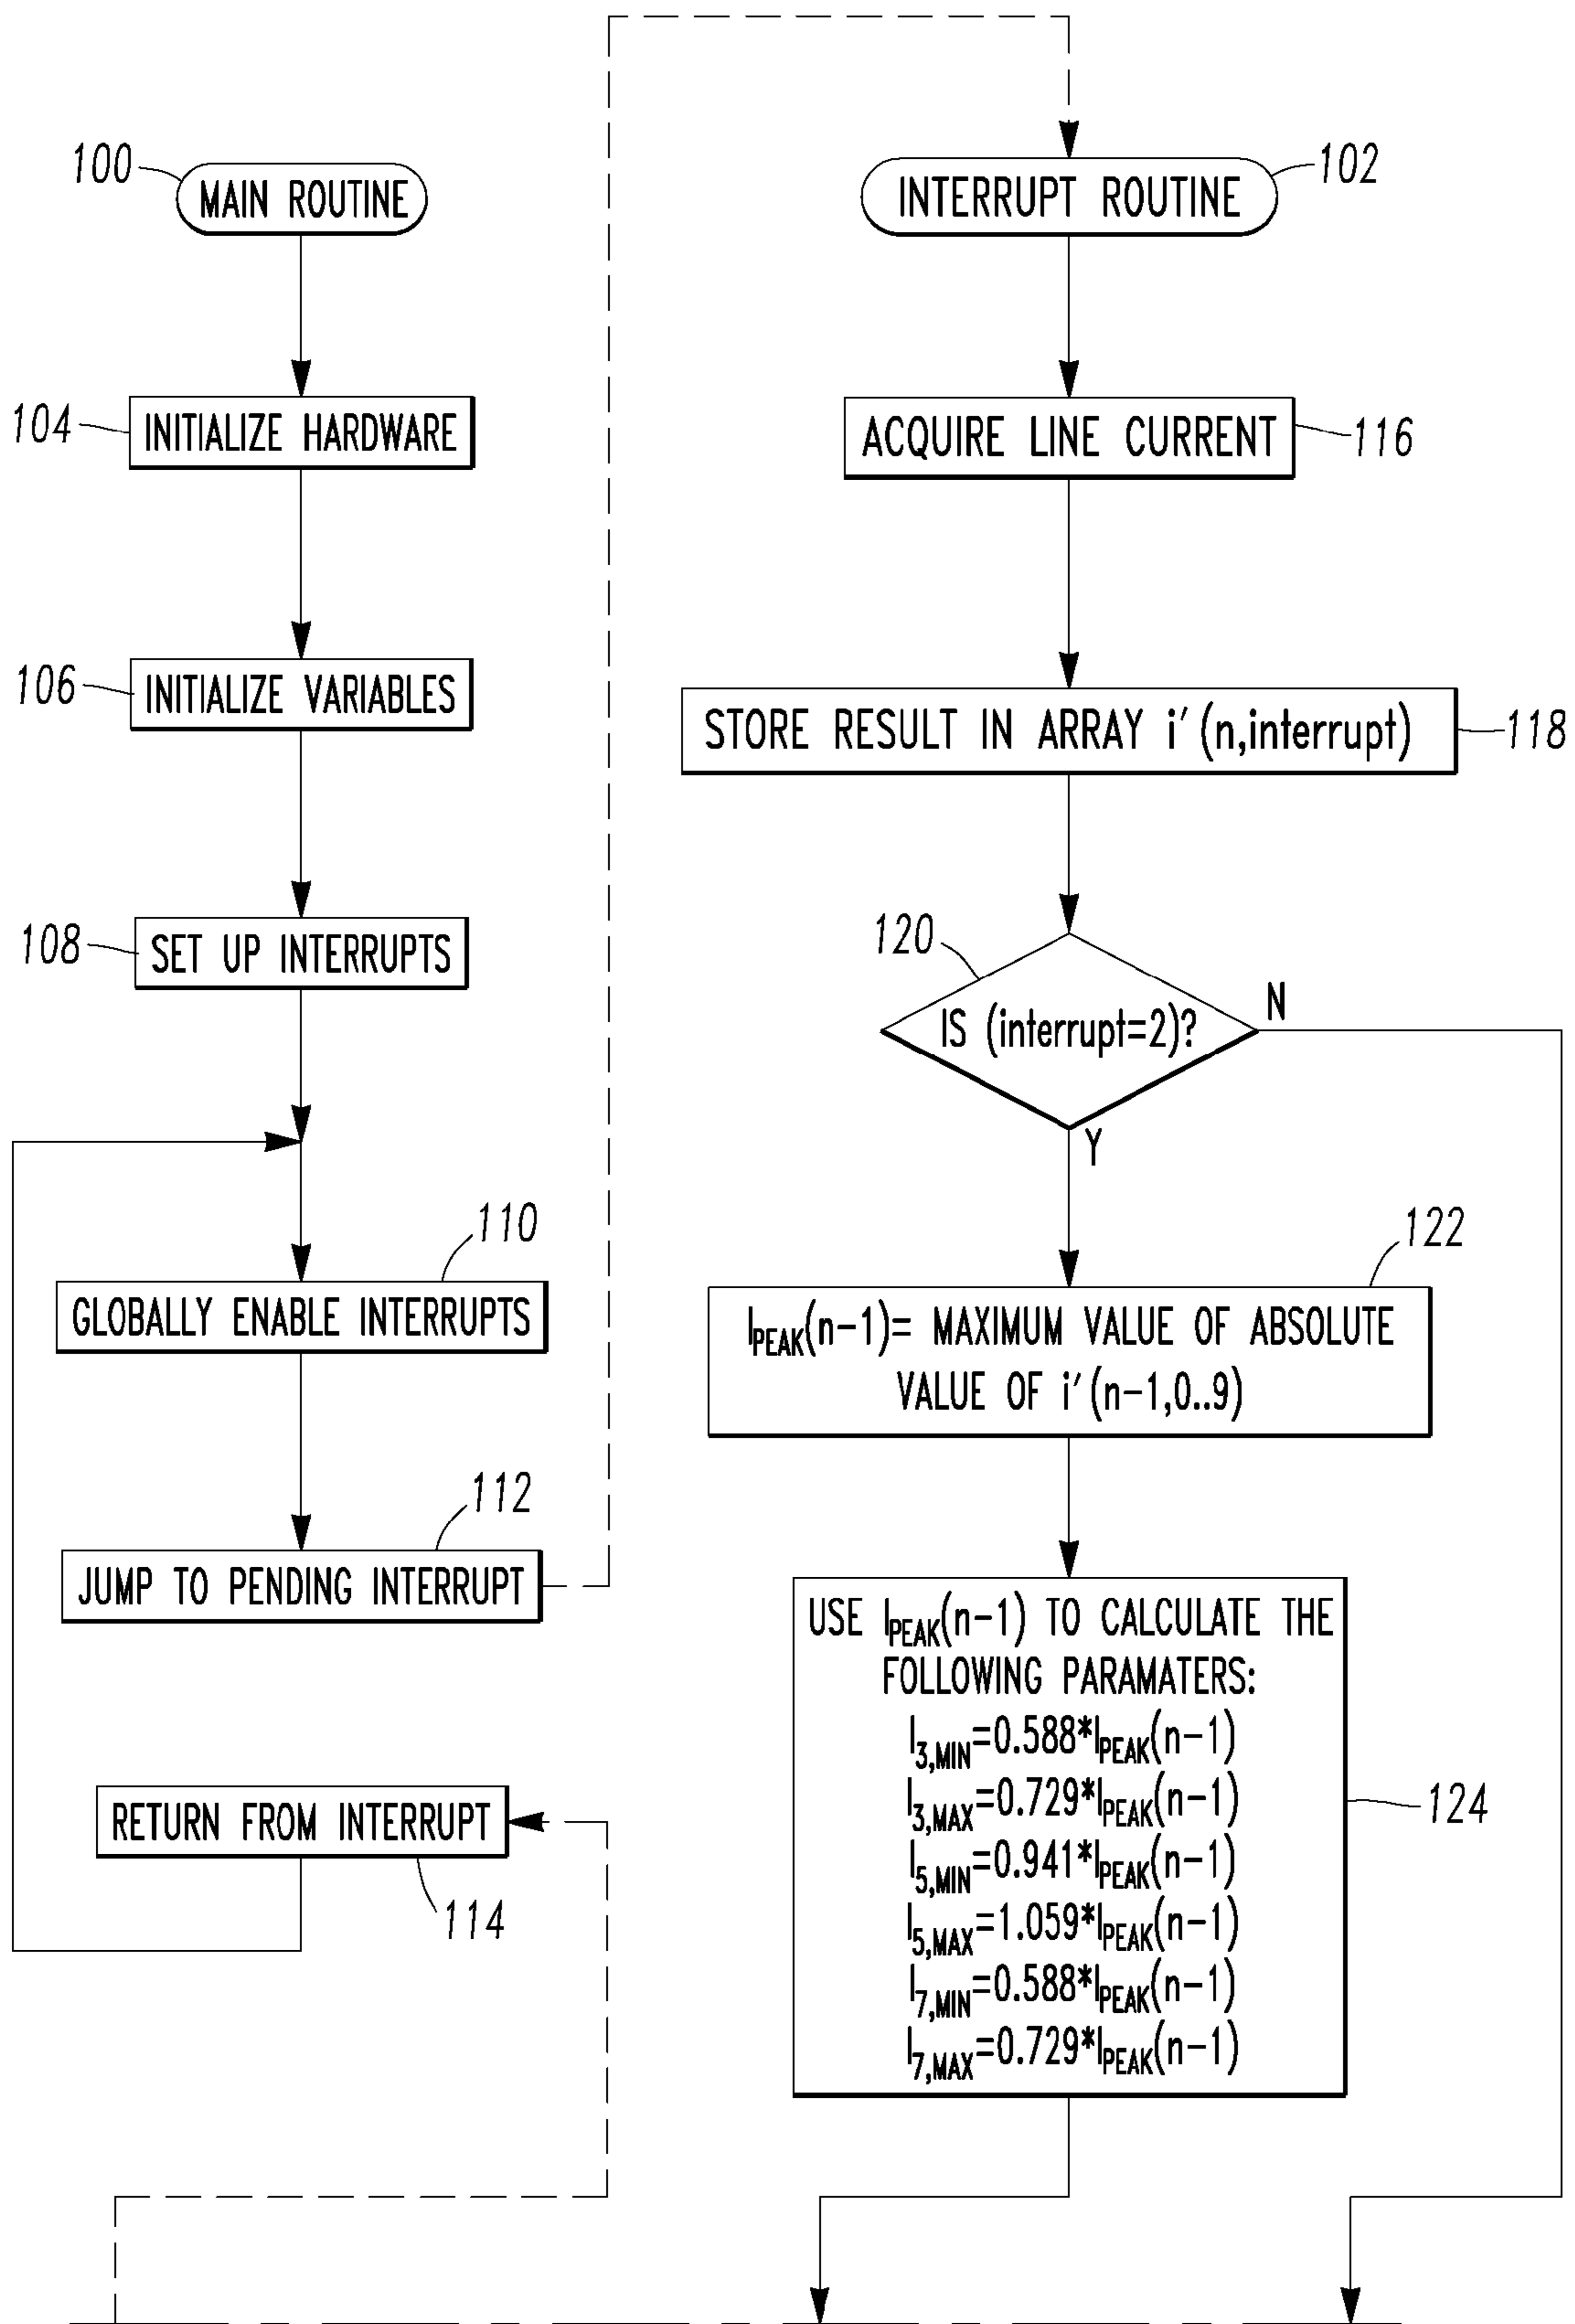 100
MAIN ROUTINE
104
INITIALIZE HARDWARE
106
INITIALIZE VARIABLES
108
SET UP INTERRUPTS
110
GLOBALLY ENABLE INTERRUPTS
112
JUMP TO PENDING INTERRUPT
RETURN FROM INTERRUPT
114
102
INTERRUPT ROUTINE
ACQUIRE LINE CURRENT
116
STORE RESULT IN ARRAY i′(n,interrupt)
118
120
IS (interrupt=2)?
N
Y
122
IPEAK(n-1)= MAXIMUM VALUE OF ABSOLUTE
VALUE OF i′(n-1,0..9)
USE IPEAK(n-1) TO CALCULATE THE
FOLLOWING PARAMATERS:
I3,MIN=0.588*IPEAK(n-1)
I3,MAX=0.729*IPEAK(n-1)
I5,MIN=0.941*IPEAK(n-1)
I5,MAX=1.059*IPEAK(n-1)
I7,MIN=0.588*IPEAK(n-1)
I7,MAX=0.729*IPEAK(n-1)
124